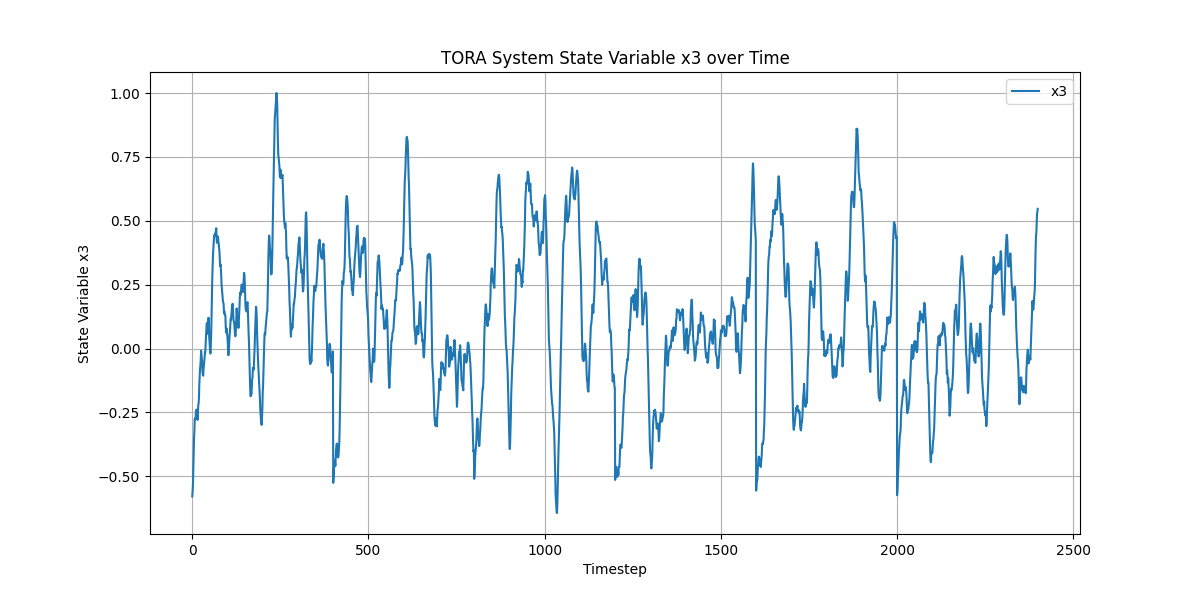 TORA System State Variable x3 over Time
x3
State Variable x3
1.00
0.75
0.50
0.25
0.00
−0.25
−0.50
0 500 1000 1500 2000 2500
Timestep